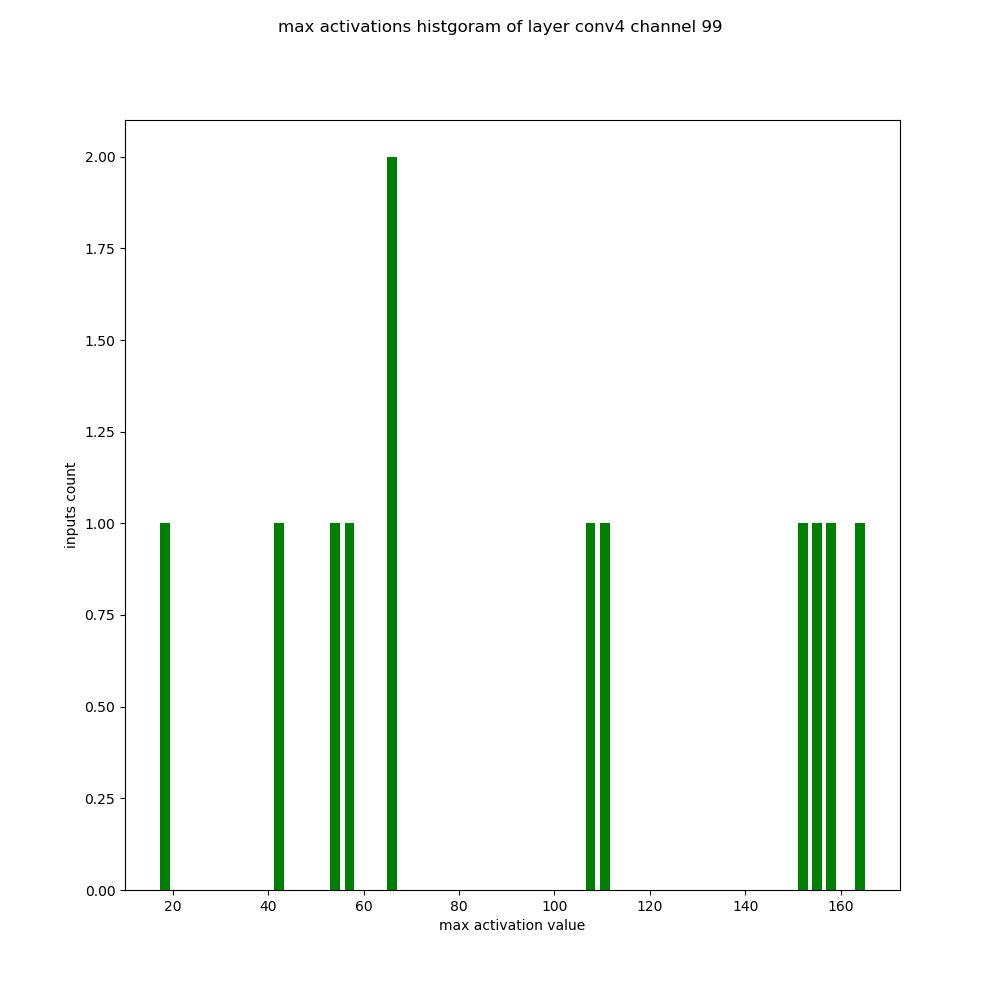 max activations histgoram of layer conv4 channel 99
2.00
1.75
1.50
1.25
1.00
0.75
0.50
0.25
0.00
inputs count
20 40 60 80 100 120 140 160
max activation value